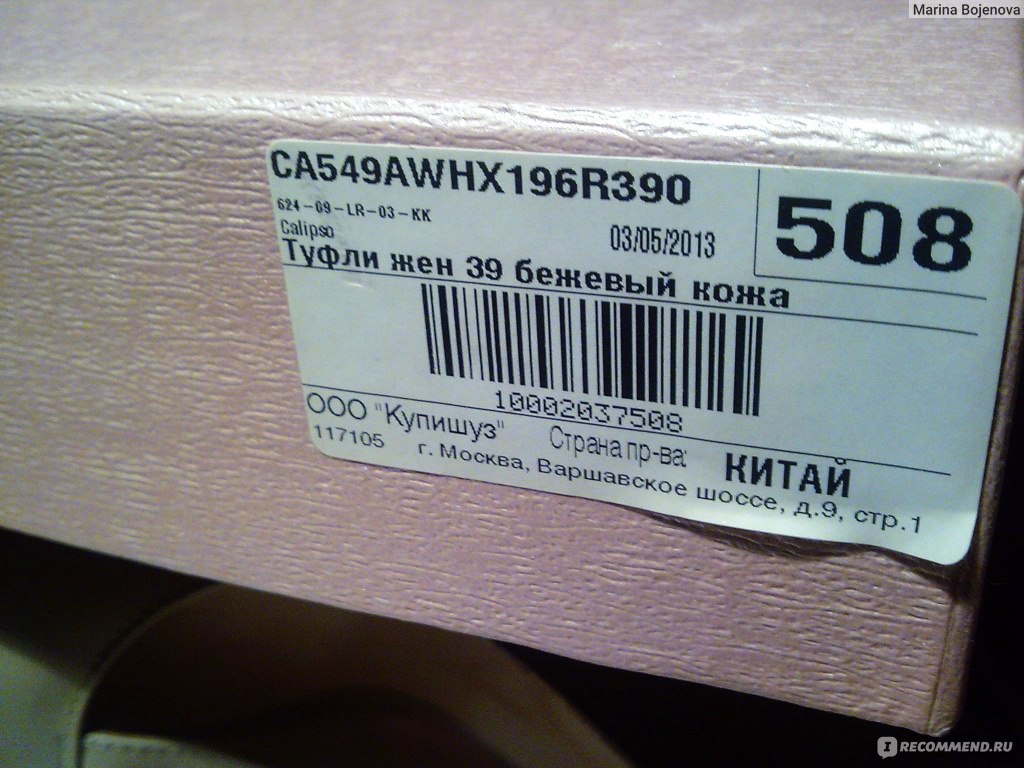 Marina Bojenova
CA549AWHX196R390
508
624-09-LR-03-KK
Calipso
03/05/2013
Туфли жен 39 бежевый кожа
10002037508
ООО "Купишуз"
Страна пр-ва: КИТАЙ
117105
г. Москва, Варшавское шоссе, д.9, стр.1
IRECOMMEND.RU